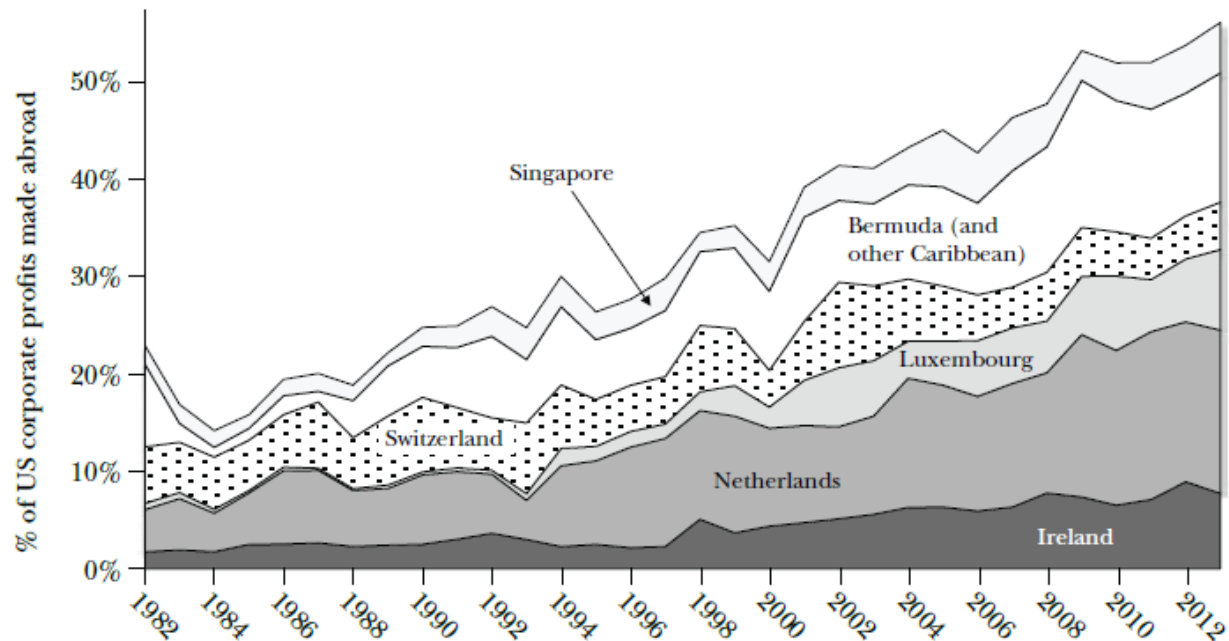 % of US corporate profits made abroad
50%
40%
30%
20%
10%
0%
Singapore
Bermuda (and
other Caribbean)
Luxembourg
Switzerland
Netherlands
Ireland
1982
1984
1986
1988
1990
1992
1994
1996
1998
2000
2002
2004
2006
2008
2010
2012